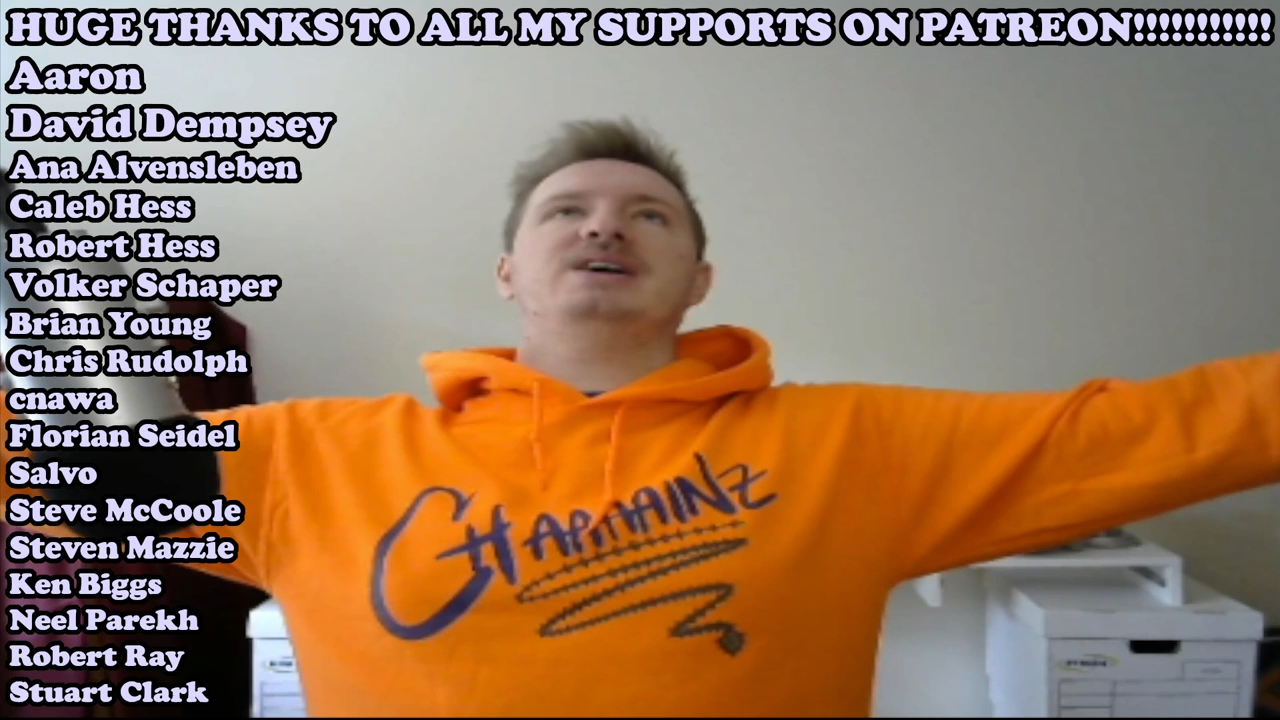 HUGE THANKS TO ALL MY SUPPORTS ON PATREON!!!!!!!!!!!
Aaron
David Dempsey
Ana Alvensleben
Caleb Hess
Robert Hess
Volker Schaper
Brian Young
Chris Rudolph
cnawa
Florian Seidel
Salvo
Steve McCoole
Steven Mazzie
Ken Biggs
Neel Parekh
Robert Ray
Stuart Clark